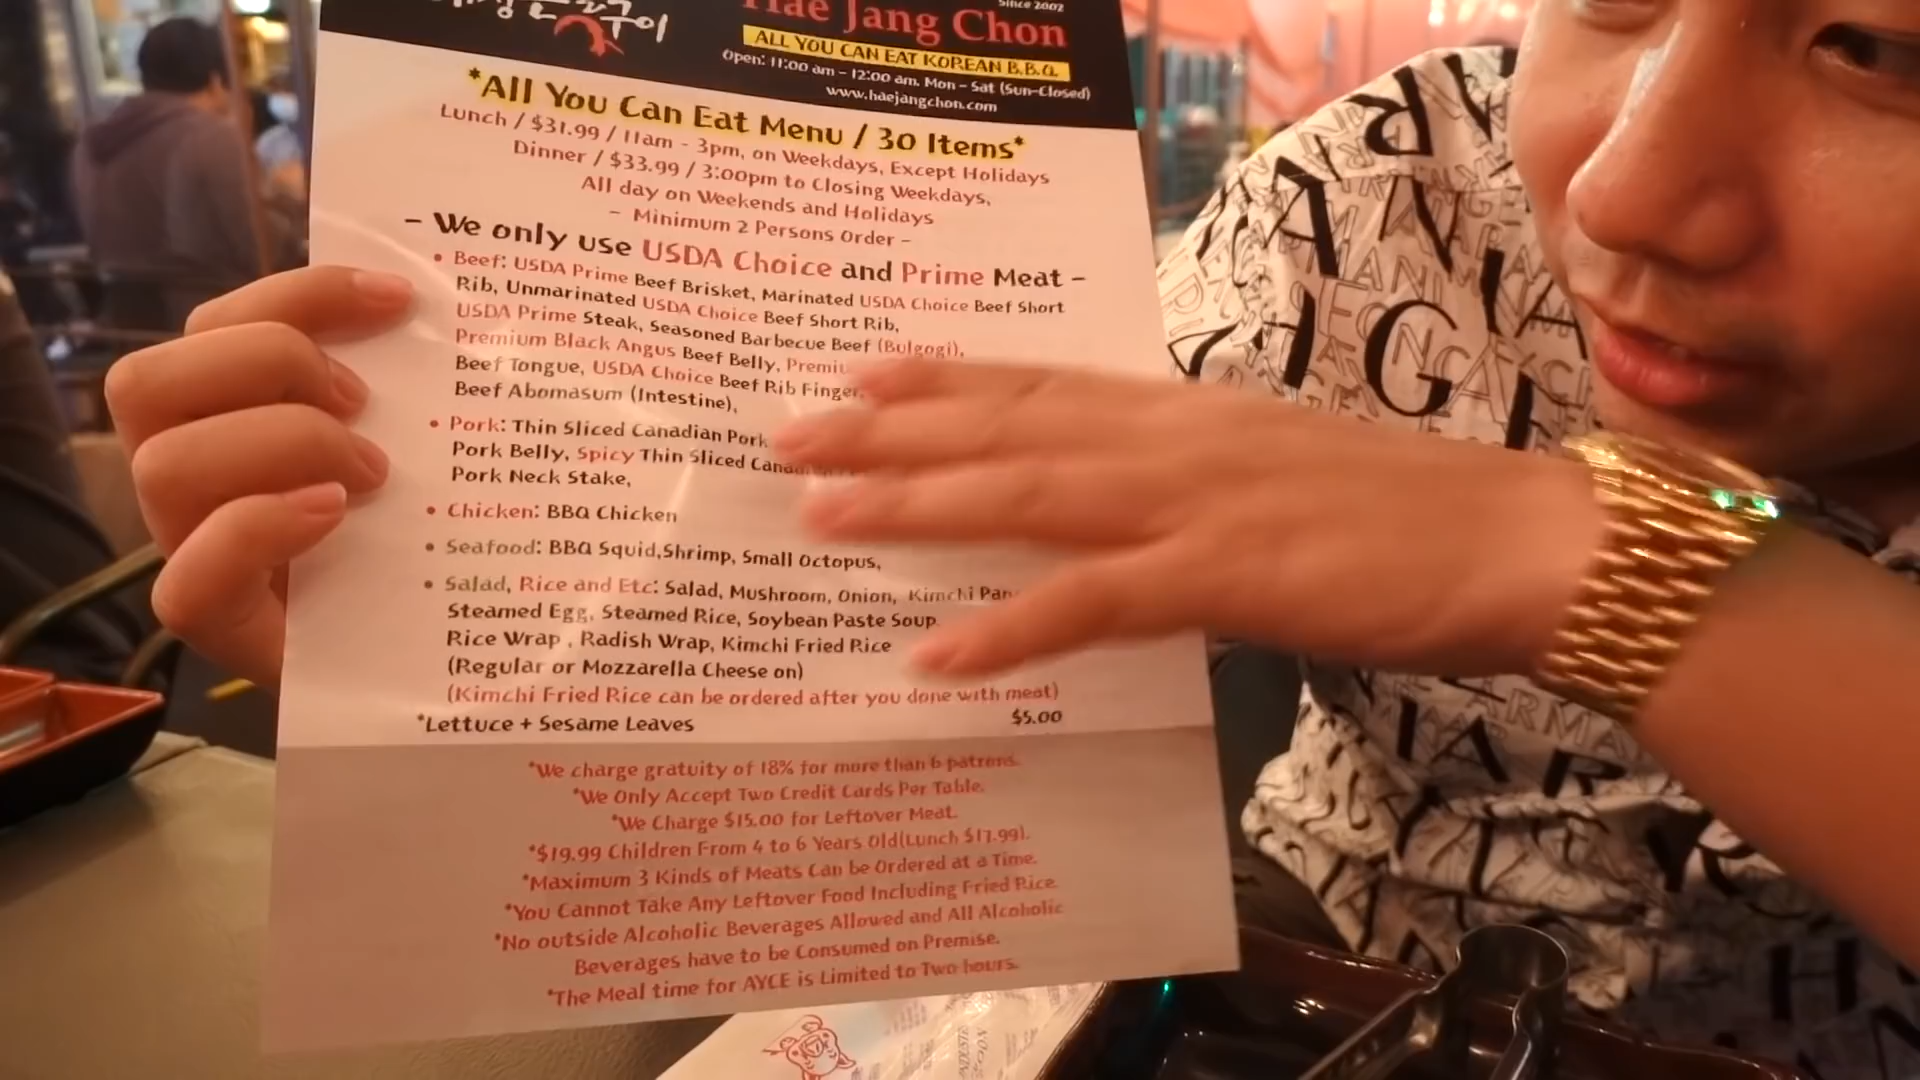 구이
Since 2002
Hae Jang Chon
ALL YOU CAN EAT KOREAN B.B.Q.
Open: 11:00 am - 12:00 am, Mon - Sat (Sun-Closed)
www.haejangchon.com
*All You Can Eat Menu / 30 Items*
Lunch / $31.99 / 11am - 3pm, on Weekdays, Except Holidays
Dinner / $33.99 / 3:00pm to Closing Weekdays,
All day on Weekends and Holidays
- Minimum 2 Persons Order -
- We only use USDA Choice and Prime Meat -
• Beef: USDA Prime Beef Brisket, Marinated USDA Choice Beef Short
Rib, Unmarinated USDA Choice Beef Short Rib,
USDA Prime Steak, Seasoned Barbecue Beef (Bulgogi),
Premium Black Angus Beef Belly,
Beef Tongue, USDA Choice Beef Rib Finger,
Beef Abomasum (Intestine),
• Pork: Thin Sliced Canadian Pork
Pork Belly, Spicy Thin Sliced
Pork Neck Stake,
• Chicken: BBQ Chicken
• Seafood: BBQ Squid,Shrimp, Small Octopus,
• Salad, Rice and Etc: Salad, Mushroom, Onion, Kimchi
Steamed Egg, Steamed Rice, Soybean Paste Soup
Rice Wrap , Radish Wrap, Kimchi Fried Rice
(Regular or Mozzarella Cheese on)
(Kimchi Fried Rice can be ordered after you done with meat)
*Lettuce + Sesame Leaves $5.00
*We charge gratuity of 18% for more than 6 patrons.
*We Only Accept Two Credit Cards Per Table.
*We Charge $15.00 for Leftover Meat.
*$19.99 Children From 4 to 6 Years Old(Lunch $17.99).
*Maximum 3 Kinds of Meats Can be Ordered at a Time.
*You Cannot Take Any Leftover Food Including Fried Rice.
*No outside Alcoholic Beverages Allowed and All Alcoholic
Beverages have to be Consumed on Premise.
*The Meal time for AYCE is Limited to Two hours.